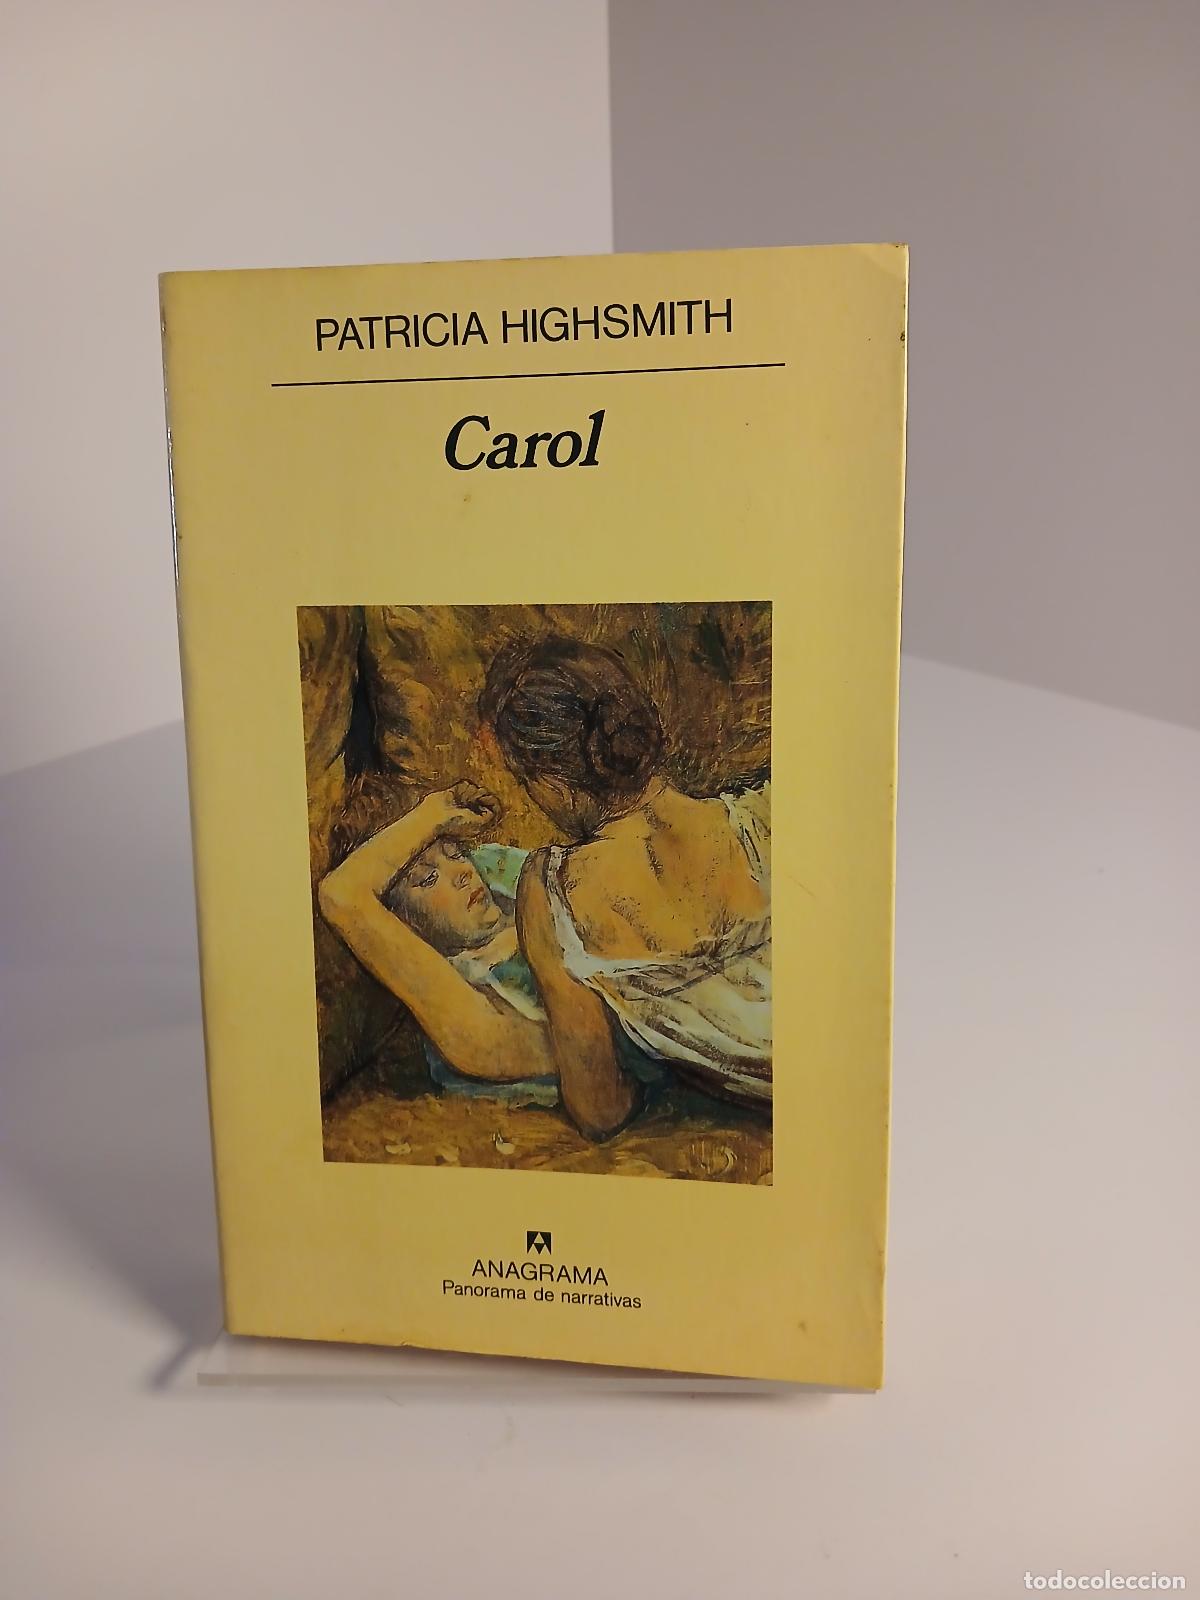 PATRICIA HIGHSMITH
Carol
ANAGRAMA
Panorama de narrativas
todocoleccion